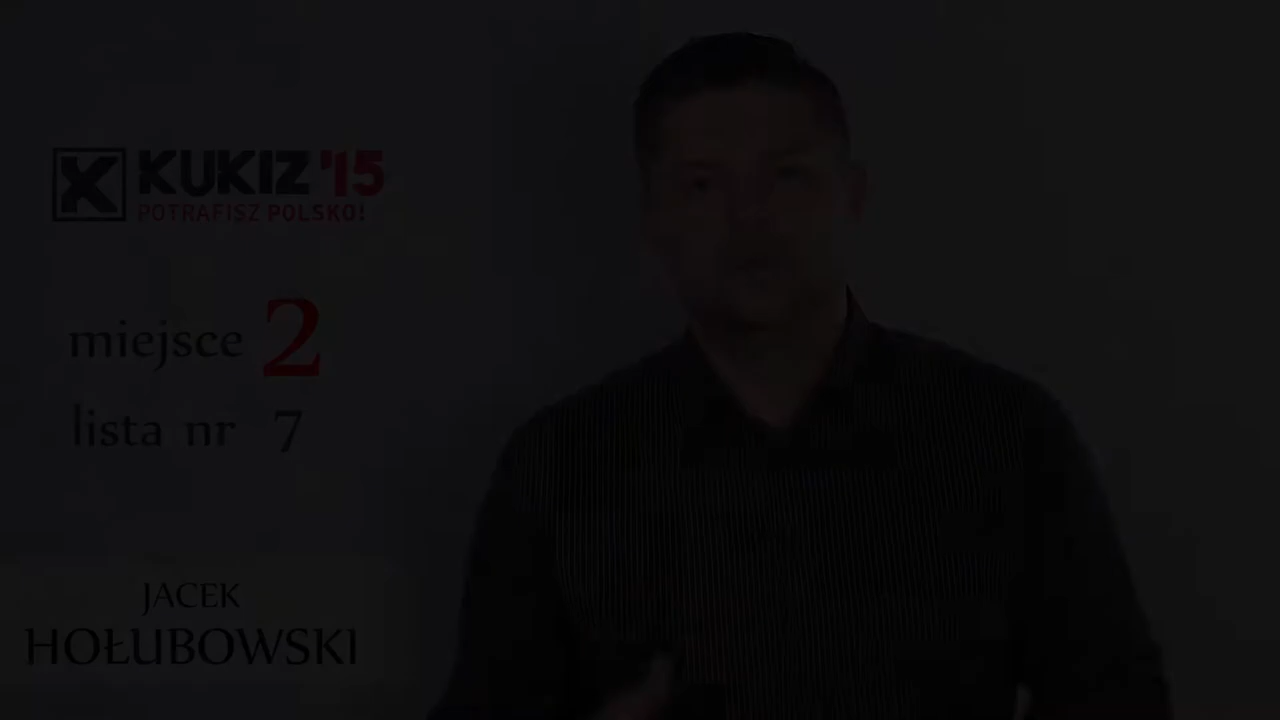 KUKIZ '15
POTRAFISZ POLSKO!
miejsce 2
lista nr 7
JACEK
HOŁUBOWSKI